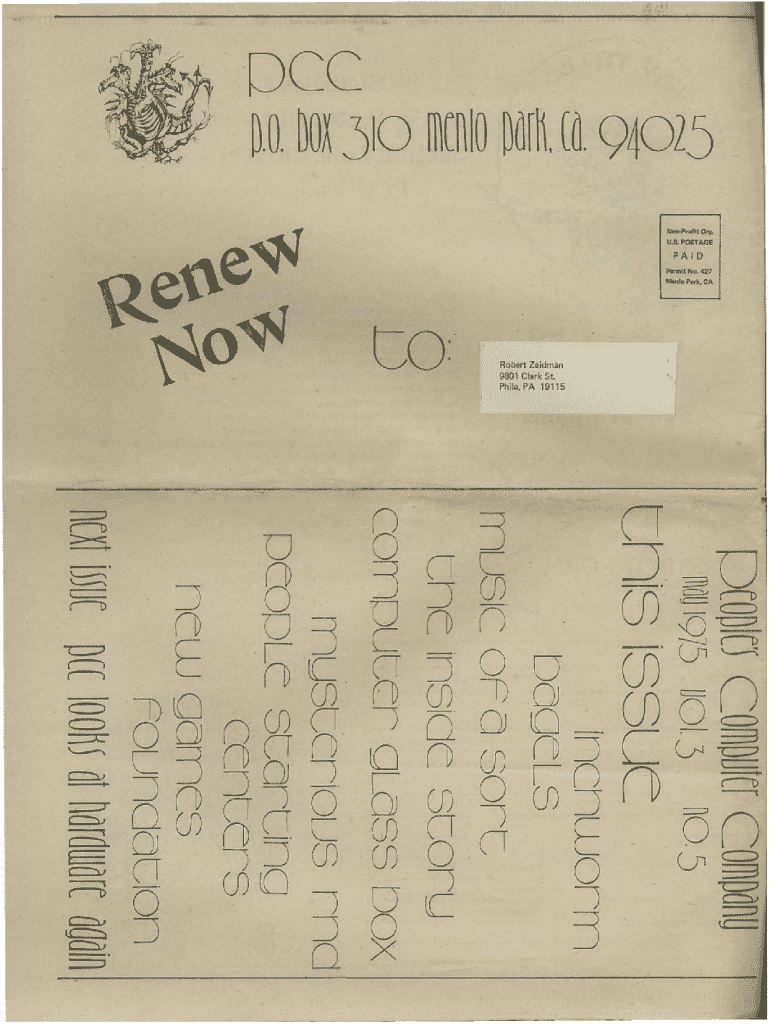 pcc
p.o. box 310 menlo park, ca. 94025
Non-Profit Org.
U.S. POSTAGE
PAID
Permit No. 427
Menlo Park, CA
Renew
Now
to:
Robert Zeidman
9801 Clark St.
Phila, PA 19115
people's computer company
may 1975 vol.3 no.5
this issue
inchworm
bagels
music of a sort
the inside story
computer glass box
mysterious rnd
people starting
centers
new games
foundation
next issue pcc looks at hardware again